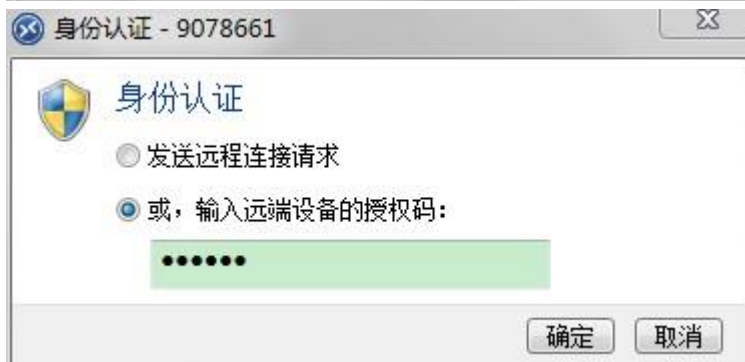 身份认证 - 9078661
身份认证
发送远程连接请求
或，输入远端设备的授权码：
••••••
确定 取消